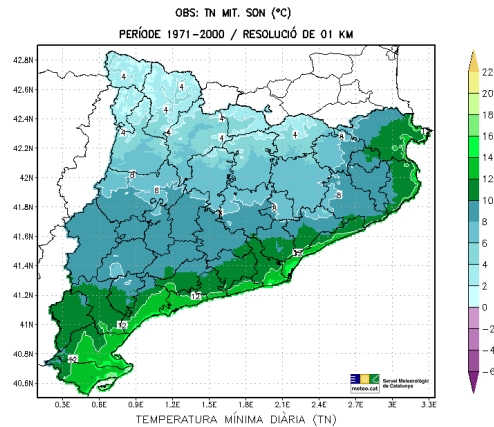 OBS: TN MIT. SON (°C)
PERÍODE 1971-2000 / RESOLUCIÓ DE 01 KM
42.8N
42.6N
42.4N
42.2N
42N
41.8N
41.6N
41.4N
41.2N
41N
40.8N
40.6N
0.3E 0.6E 0.9E 1.2E 1.5E 1.8E 2.1E 2.4E 2.7E 3E 3.3E
4 4 4 4 4 4 4 4
8 8 8 8 8
12 12 12
22
20
18
16
14
12
10
8
6
4
2
0
-2
-4
-6
meteo.cat
Servei Meteorològic
de Catalunya
TEMPERATURA MÍNIMA DIÀRIA (TN)